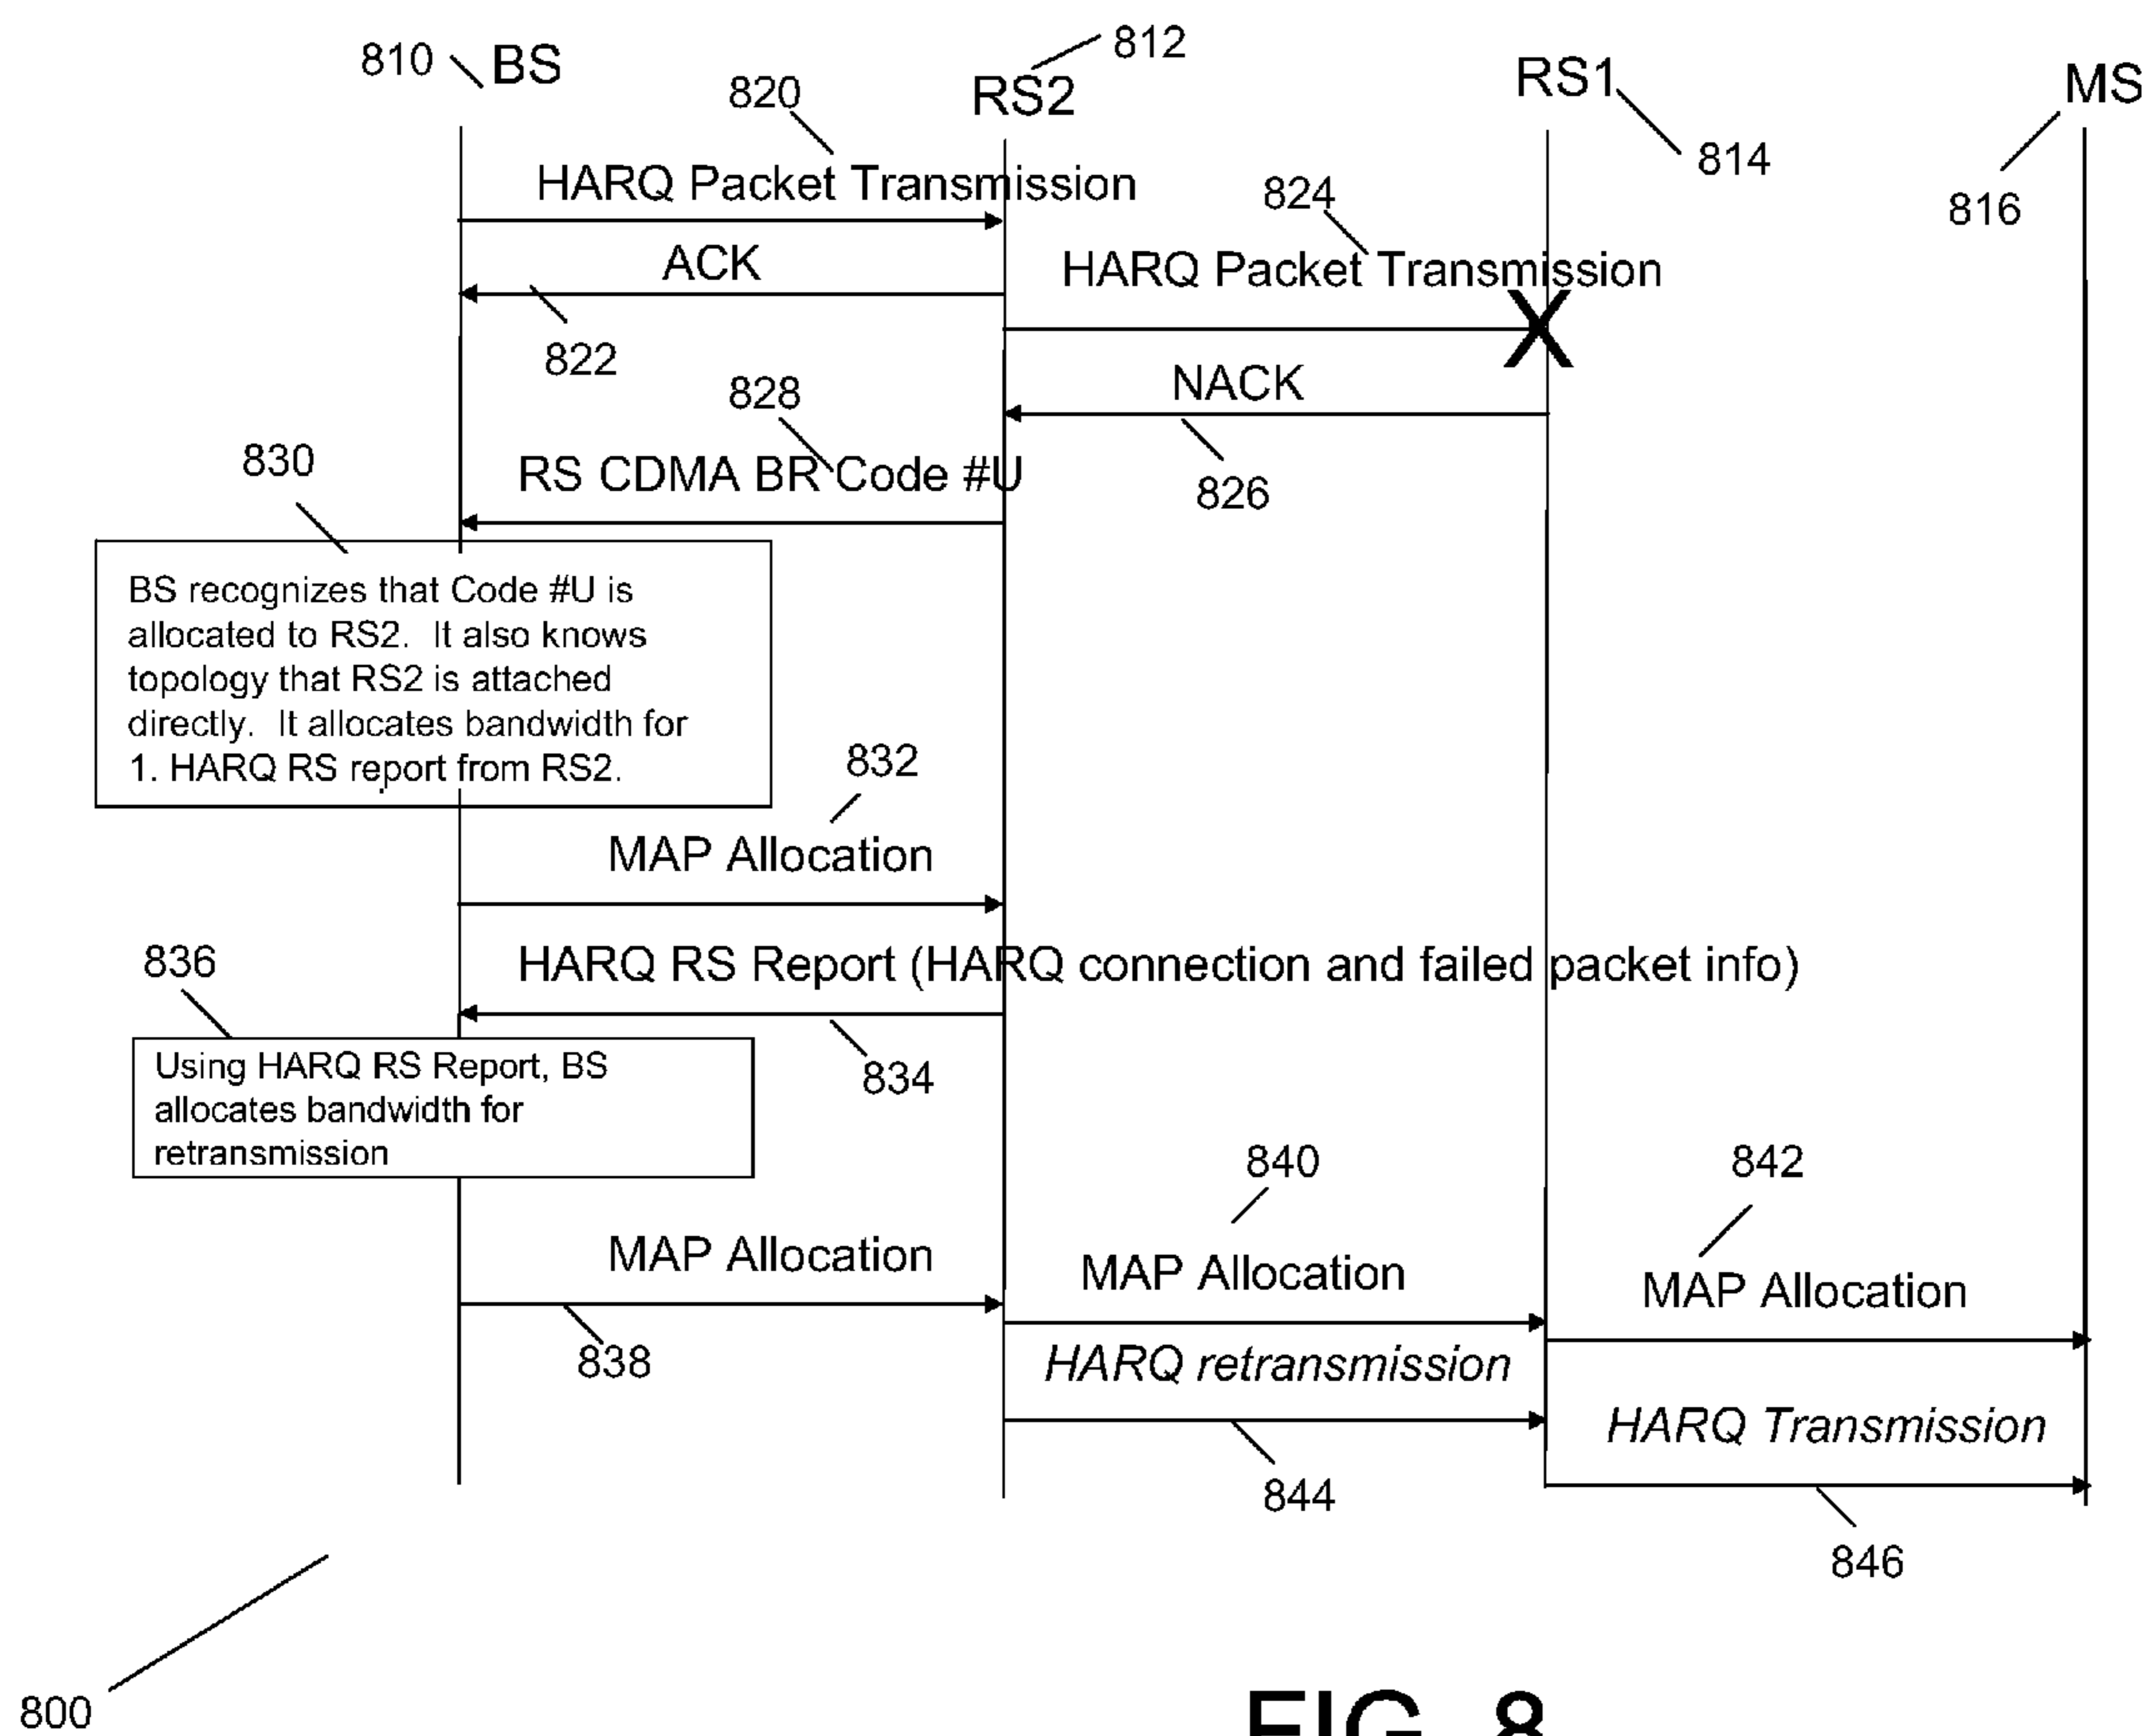 810 BS
812
820
RS2
RS1
MS
814
816
HARQ Packet Transmission
824
ACK
HARQ Packet Transmission
822
828
NACK
830
RS CDMA BR Code #U
826
BS recognizes that Code #U is
allocated to RS2. It also knows
topology that RS2 is attached
directly. It allocates bandwidth for
1. HARQ RS report from RS2.
832
MAP Allocation
836
HARQ RS Report (HARQ connection and failed packet info)
Using HARQ RS Report, BS
allocates bandwidth for
retransmission
834
840
842
MAP Allocation
MAP Allocation
MAP Allocation
838
HARQ retransmission
HARQ Transmission
844
846
800
FIG. 8